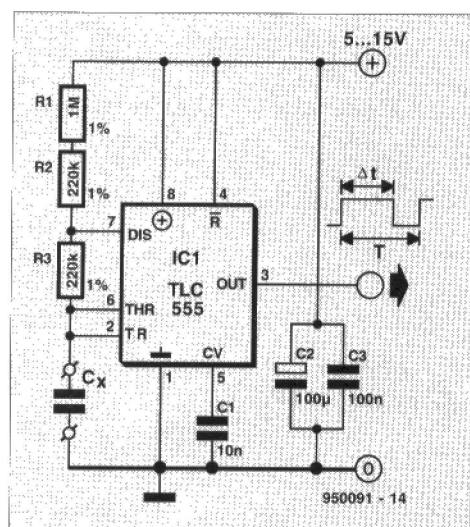 5...15V
R1
1M
1%
R2
220k
1%
R3
220k
1%
8
4
R̅
7
DIS
IC1
TLC
555
OUT
3
6
THR
2
TR
CV
1
5
Δt
T
Cx
C1
10n
C2
100µ
C3
100n
0
950091 - 14